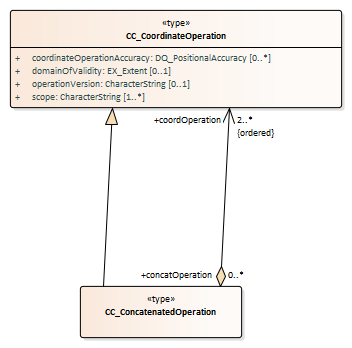 «type»
CC_CoordinateOperation
+ coordinateOperationAccuracy: DQ_PositionalAccuracy [0..*]
+ domainOfValidity: EX_Extent [0..1]
+ operationVersion: CharacterString [0..1]
+ scope: CharacterString [1..*]
+coordOperation 2..*
{ordered}
+concatOperation 0..*
«type»
CC_ConcatenatedOperation